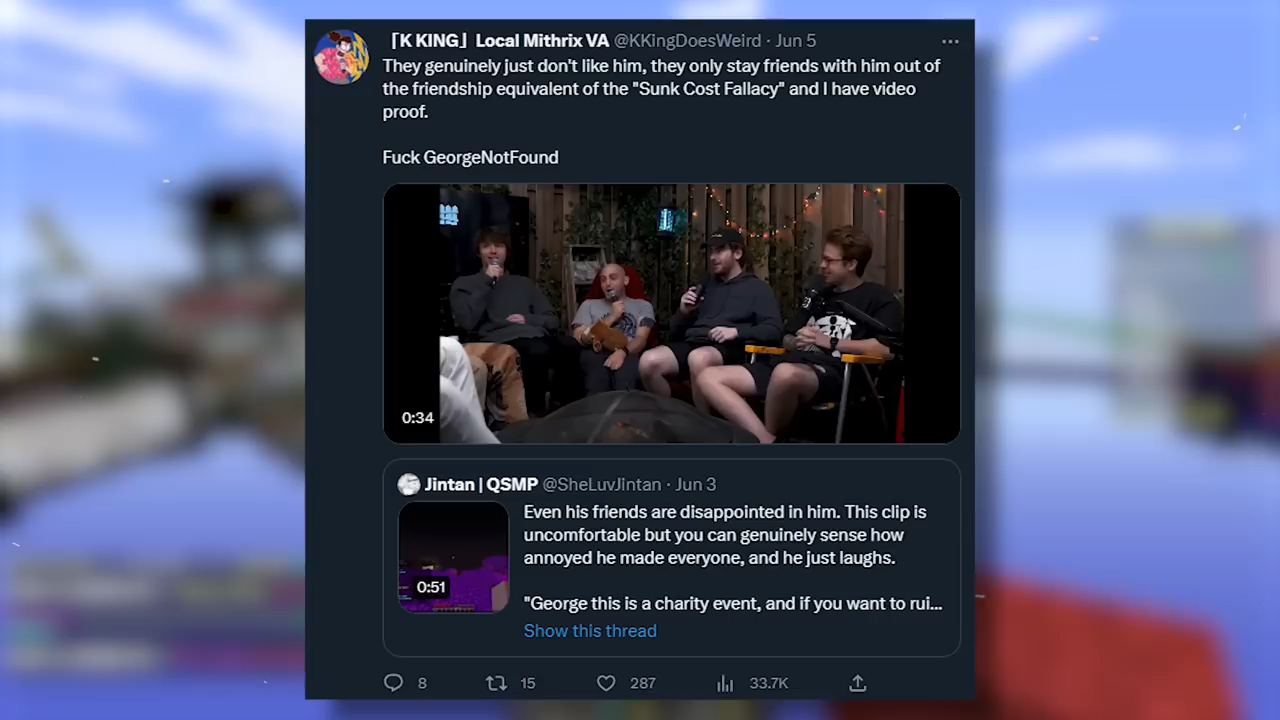 「K KING」 Local Mithrix VA @KKingDoesWeird · Jun 5
They genuinely just don't like him, they only stay friends with him out of
the friendship equivalent of the "Sunk Cost Fallacy" and I have video
proof.
Fuck GeorgeNotFound
0:34
Jintan | QSMP @SheLuvJintan · Jun 3
Even his friends are disappointed in him. This clip is
uncomfortable but you can genuinely sense how
annoyed he made everyone, and he just laughs.
0:51
"George this is a charity event, and if you want to rui...
Show this thread
8 15 287 33.7K